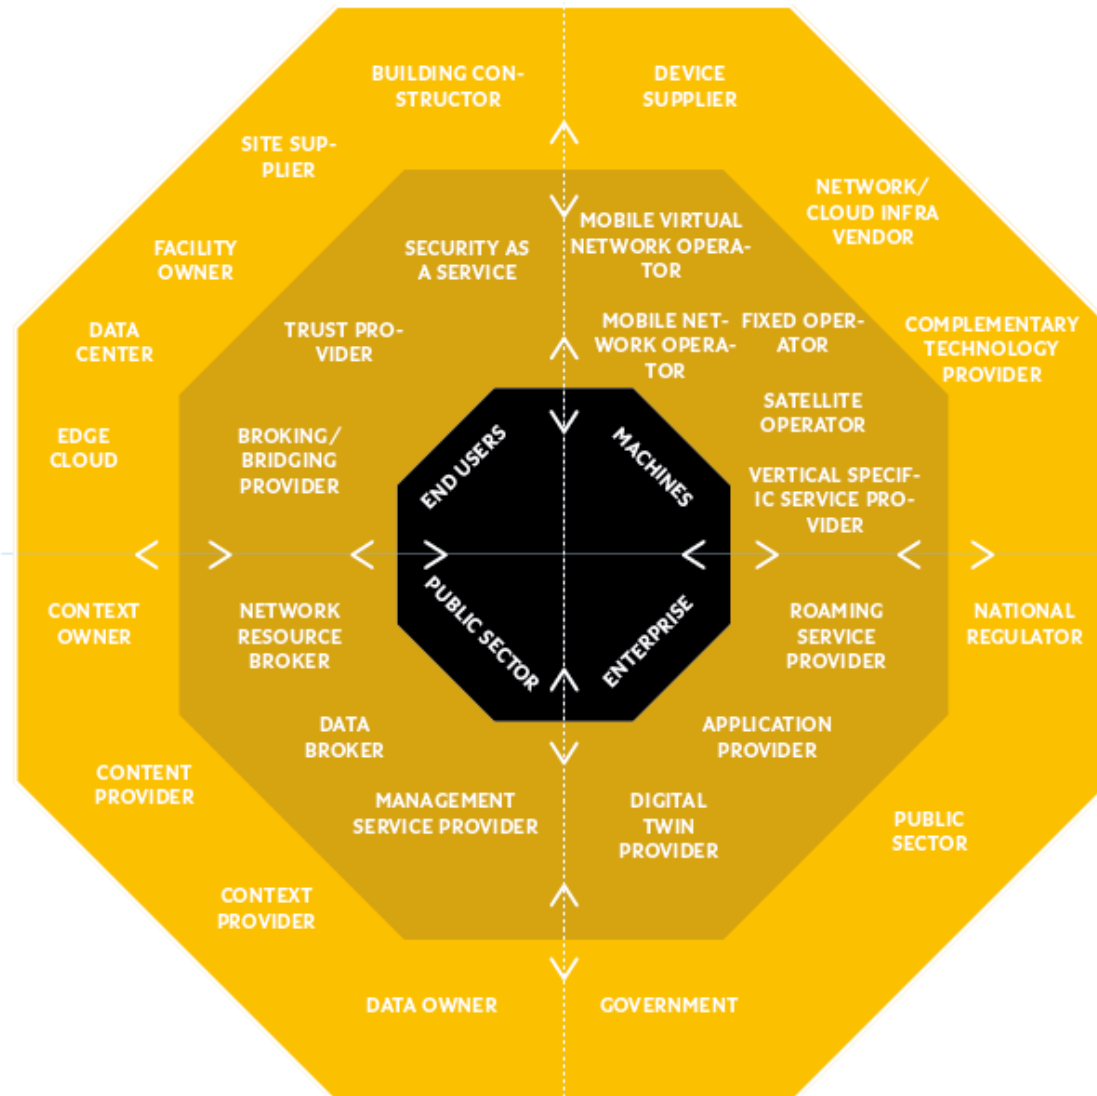 BUILDING CON-
STRUCTOR
DEVICE
SUPPLIER
SITE SUP-
PLIER
NETWORK/
CLOUD INFRA
VENDOR
FACILITY
OWNER
SECURITY AS
A SERVICE
MOBILE VIRTUAL
NETWORK OPERA-
TOR
DATA
CENTER
TRUST PRO-
VIDER
MOBILE NET-
WORK OPERA-
TOR
FIXED OPER-
ATOR
COMPLEMENTARY
TECHNOLOGY
PROVIDER
SATELLITE
OPERATOR
EDGE
CLOUD
BROKING/
BRIDGING
PROVIDER
END USERS
MACHINES
VERTICAL SPECIF-
IC SERVICE PRO-
VIDER
CONTEXT
OWNER
NETWORK
RESOURCE
BROKER
PUBLIC SECTOR
ENTERPRISE
ROAMING
SERVICE
PROVIDER
NATIONAL
REGULATOR
DATA
BROKER
APPLICATION
PROVIDER
CONTENT
PROVIDER
MANAGEMENT
SERVICE PROVIDER
DIGITAL
TWIN
PROVIDER
PUBLIC
SECTOR
CONTEXT
PROVIDER
DATA OWNER
GOVERNMENT